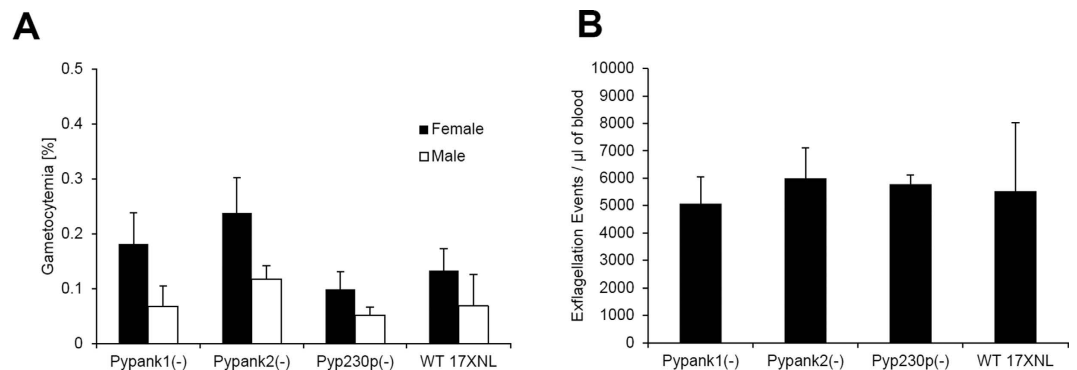 A
Gametocytemia [%]
0.5
0.4
0.3
0.2
0.1
0
Female
Male
Pypank1(-) Pypank2(-) Pyp230p(-) WT 17XNL
B
Exflagellation Events / µl of blood
10000
9000
8000
7000
6000
5000
4000
3000
2000
1000
0
Pypank1(-) Pypank2(-) Pyp230p(-) WT 17XNL